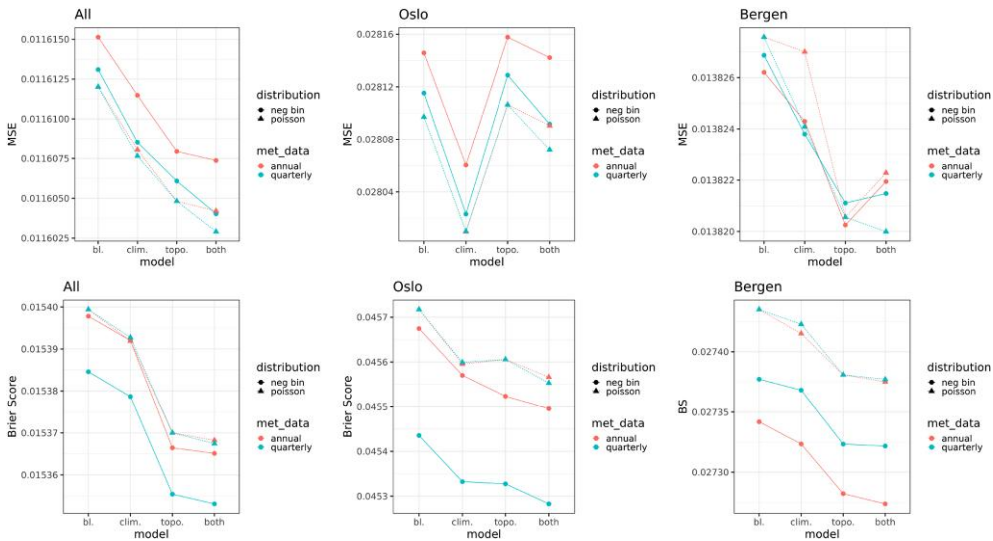 All
MSE
0.0116150
0.0116125
0.0116100
0.0116075
0.0116050
0.0116025
bl. clim. topo. both
model
distribution
neg bin
poisson
met_data
annual
quarterly
Oslo
MSE
0.02816
0.02812
0.02808
0.02804
bl. clim. topo. both
model
distribution
neg bin
poisson
met_data
annual
quarterly
Bergen
MSE
0.013826
0.013824
0.013822
0.013820
bl. clim. topo. both
model
distribution
neg bin
poisson
met_data
annual
quarterly
All
Brier Score
0.01540
0.01539
0.01538
0.01537
0.01536
bl. clim. topo. both
model
distribution
neg bin
poisson
met_data
annual
quarterly
Oslo
Brier Score
0.0457
0.0456
0.0455
0.0454
0.0453
bl. clim. topo. both
model
distribution
neg bin
poisson
met_data
annual
quarterly
Bergen
BS
0.02740
0.02735
0.02730
bl. clim. topo. both
model
distribution
neg bin
poisson
met_data
annual
quarterly